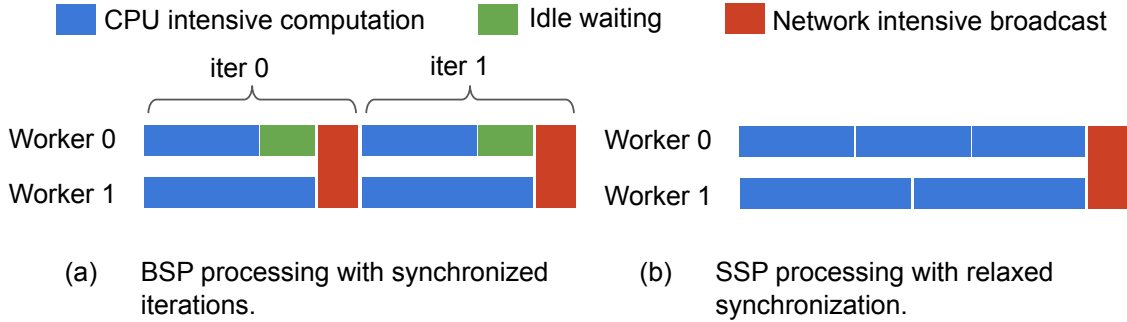 CPU intensive computation
Idle waiting
Network intensive broadcast
iter 0
iter 1
Worker 0
Worker 1
Worker 0
Worker 1
(a) BSP processing with synchronized
iterations.
(b) SSP processing with relaxed
synchronization.